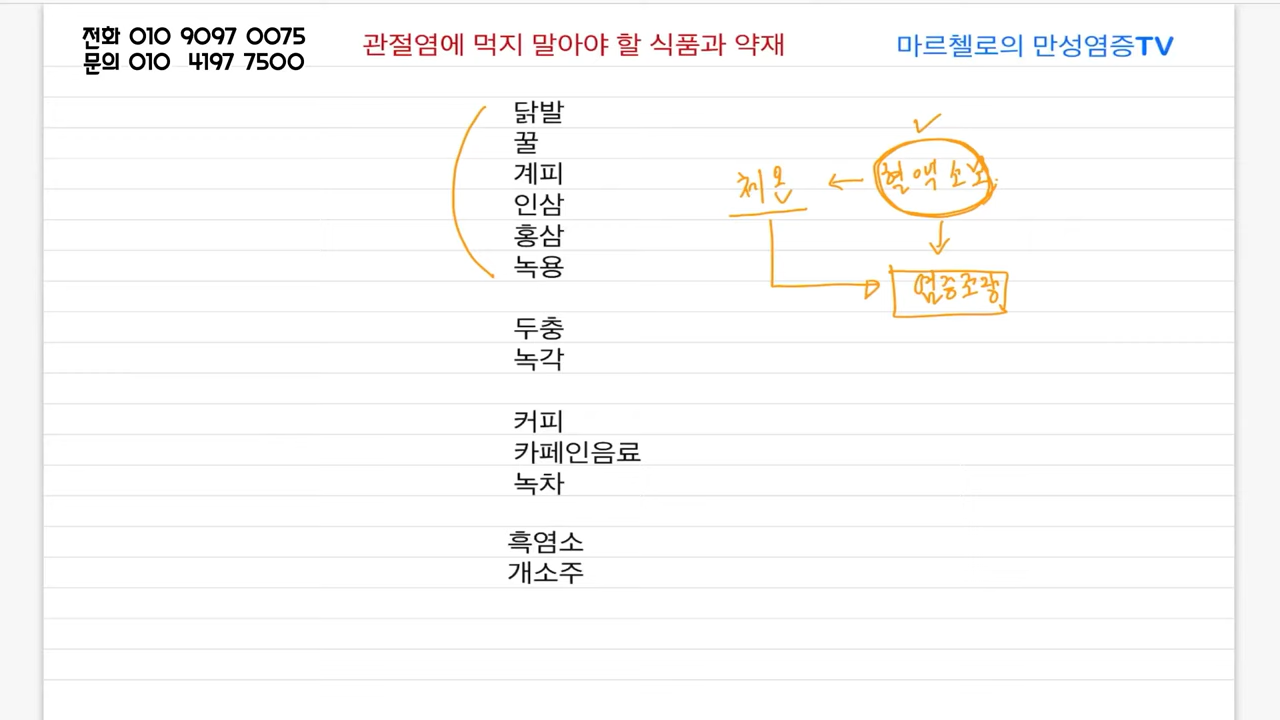 전화 010 9097 0075
문의 010 4197 7500
관절염에 먹지 말아야 할 식품과 약재
마르첼로의 만성염증TV
닭발
꿀
계피
인삼
홍삼
녹용
두충
녹각
커피
카페인음료
녹차
흑염소
개소주
혈액소모
체온
염증조장